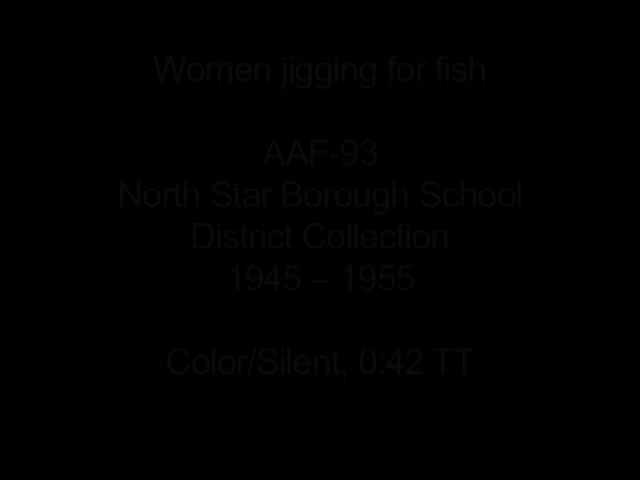 Women jigging for fish
AAF-93
North Star Borough School
District Collection
1945 – 1955
Color/Silent, 0:42 TT